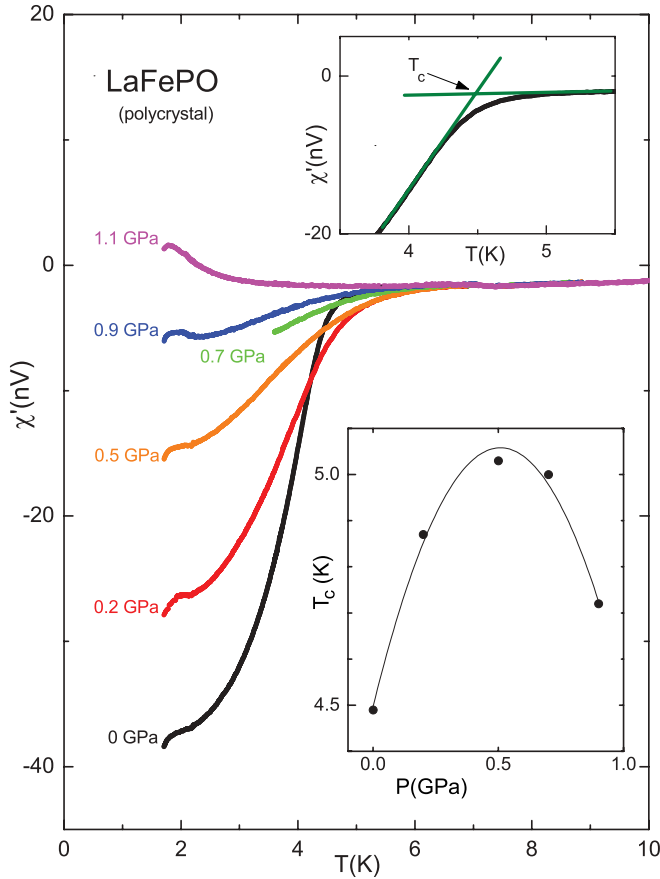 20
LaFePO
(polycrystal)
0
Tc
χ'(nV)
-20
4
5
T(K)
1.1 GPa
0
0.9 GPa
0.7 GPa
χ'(nV)
0.5 GPa
-20
0.2 GPa
0 GPa
-40
5.0
Tc (K)
4.5
0.0
0.5
1.0
P(GPa)
0
2
4
6
8
10
T(K)